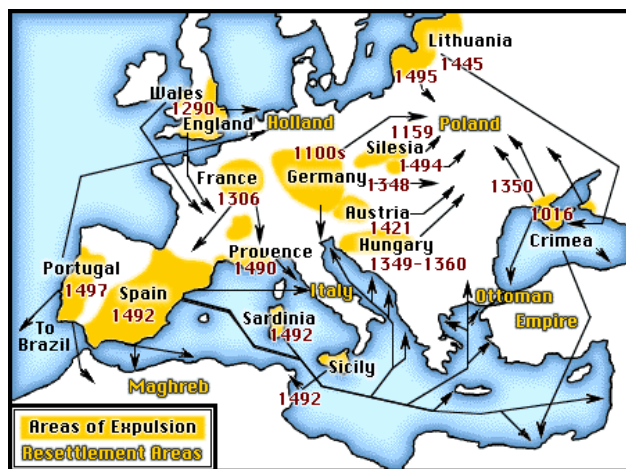 Lithuania
1495
1445
Wales
1290
England
Holland
1159
Poland
1100s
Silesia
1494
France
1306
Germany
1348
1350
1016
Crimea
Austria
1421
Hungary
1349-1360
Provence
1490
Portugal
1497
Spain
1492
Italy
Ottoman
Empire
Sardinia
1492
To
Brazil
Sicily
1492
Maghreb
Areas of Expulsion
Resettlement Areas